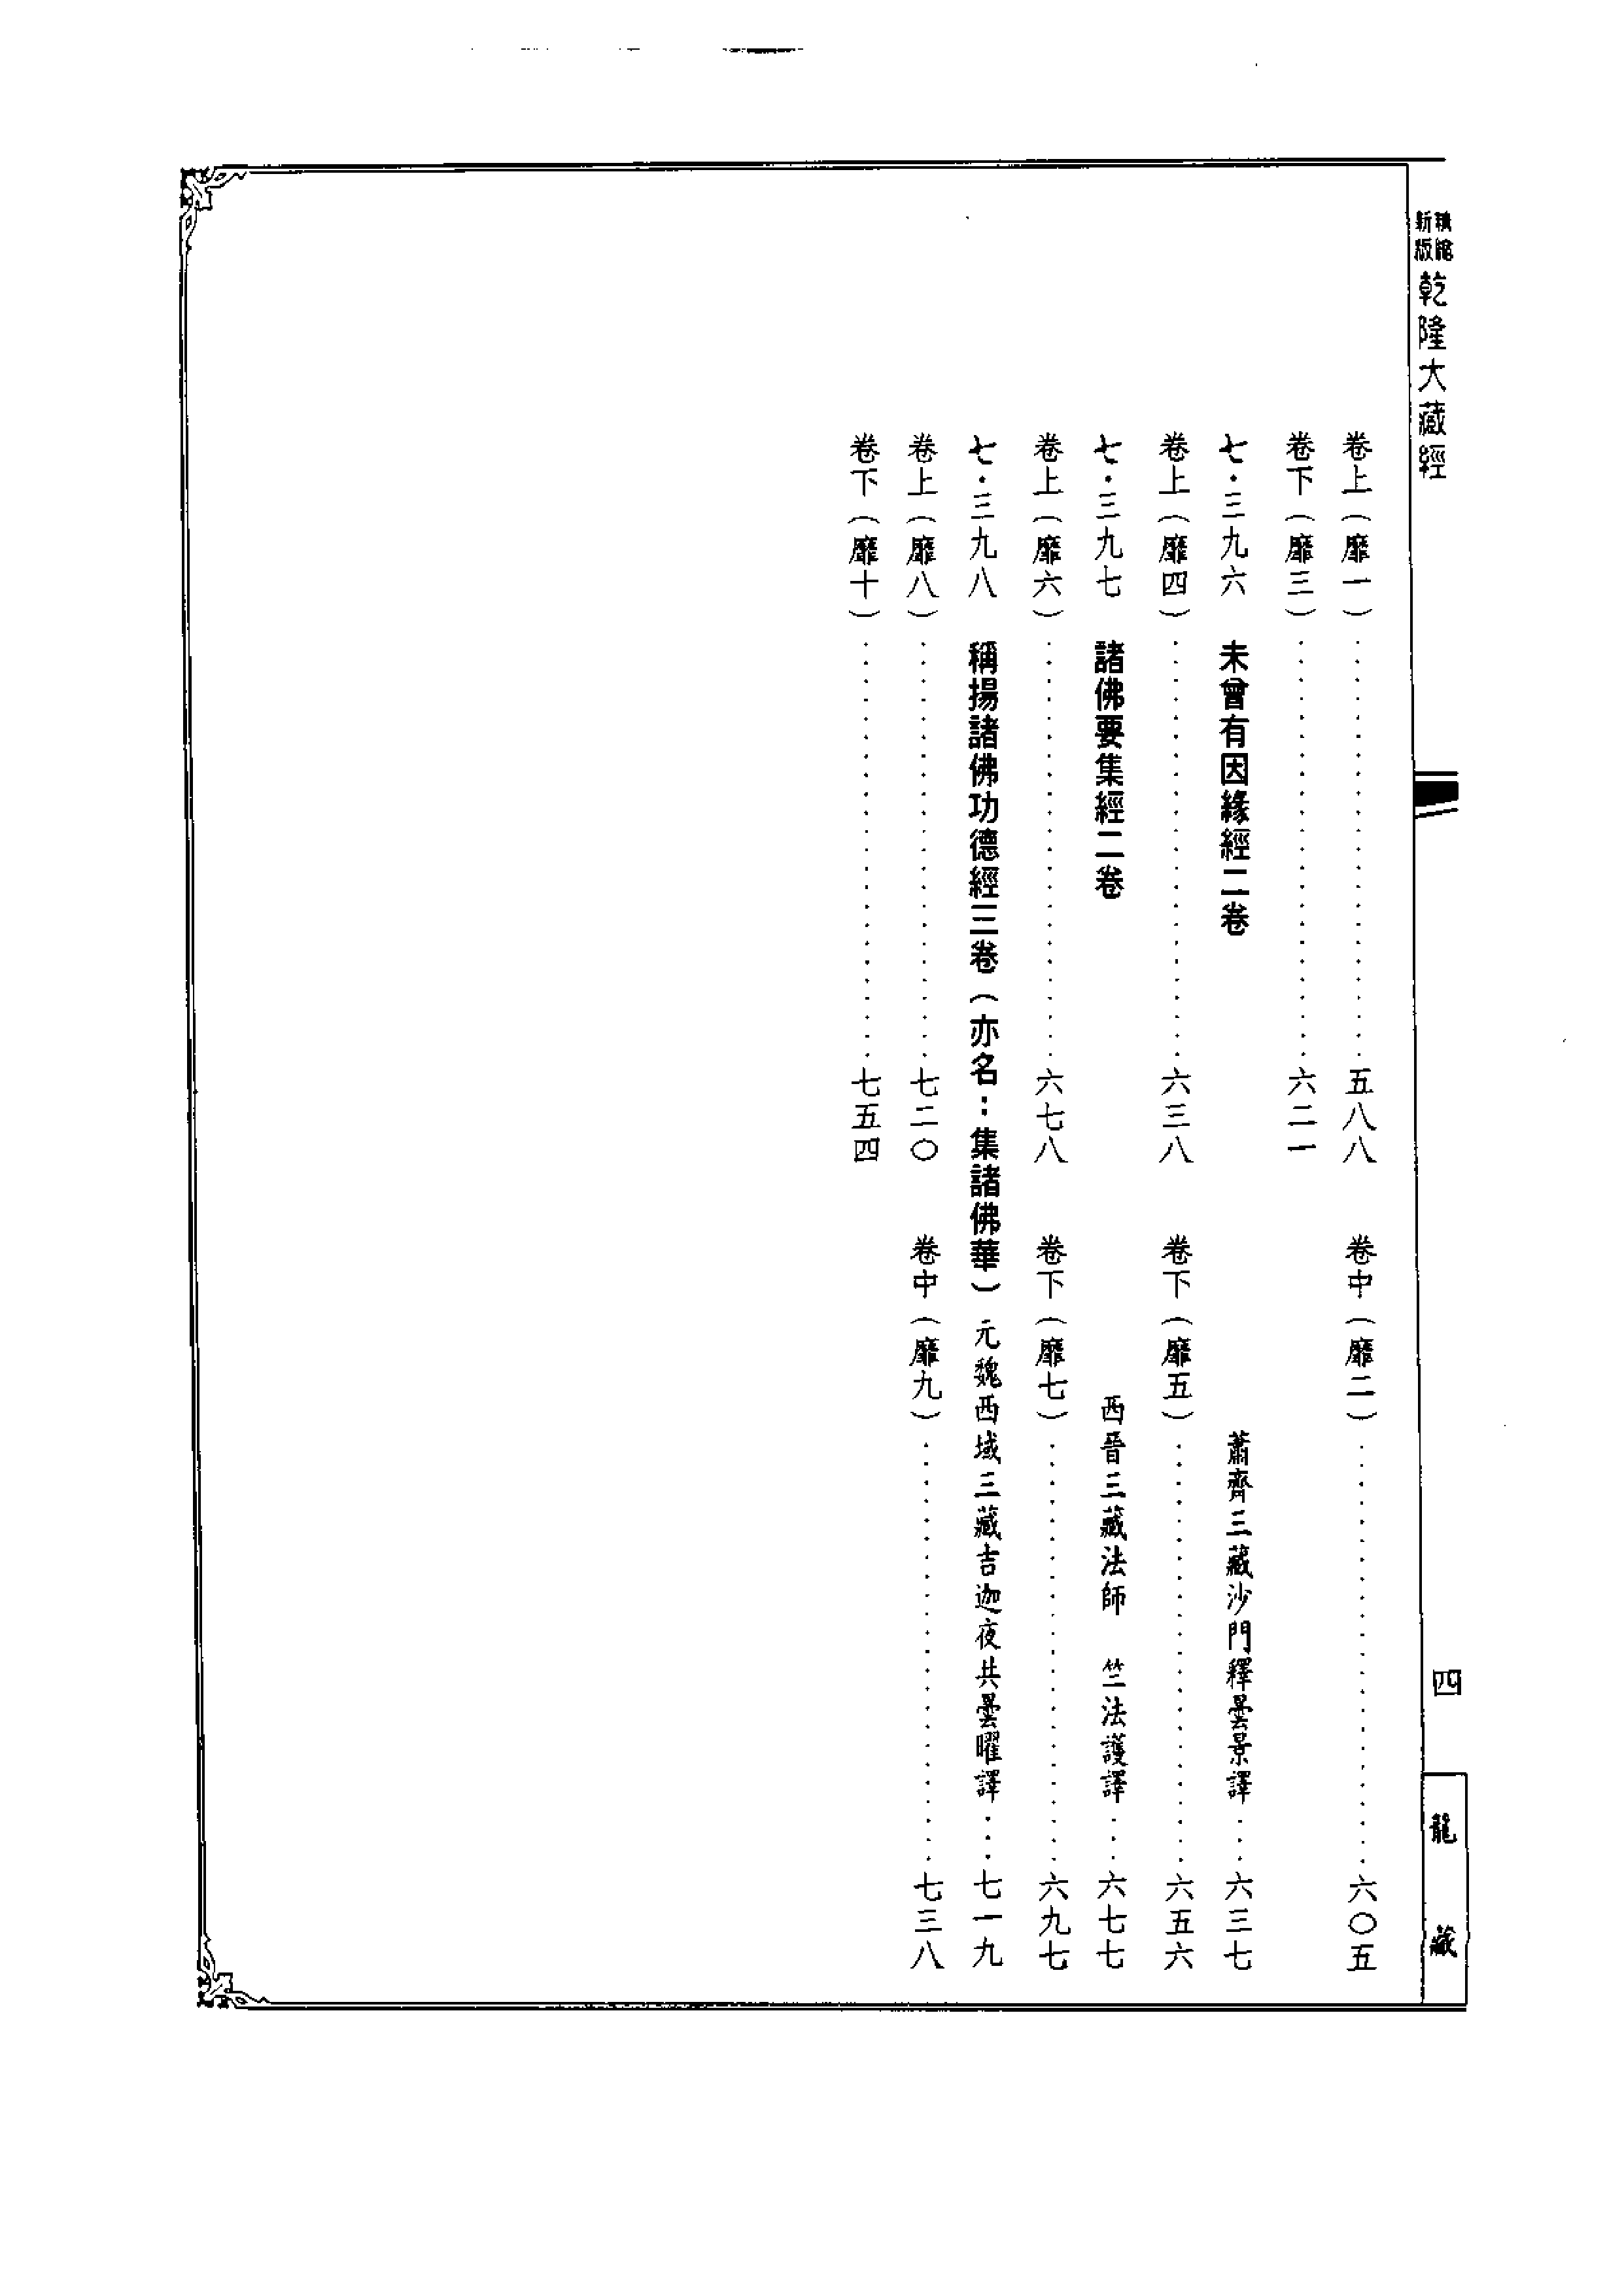 新版精縮乾隆大藏經
四
龍藏
卷上（靡一）……五八八 卷中（靡二）……六〇五
卷下（靡三）……六二一
七·三九六 未曾有因緣經二卷 蕭齊三藏沙門釋曇景譯…六三七
卷上（靡四）……六三八 卷下（靡五）……六五六
七·三九七 諸佛要集經二卷 西晉三藏法師 竺法護譯…六七七
卷上（靡六）……六七八 卷下（靡七）……六九七
七·三九八 稱揚諸佛功德經三卷（亦名：集諸佛華）元魏西域三藏吉迦夜共曇曜譯…七一九
卷上（靡八）……七二〇 卷中（靡九）……七三八
卷下（靡十）……七五四